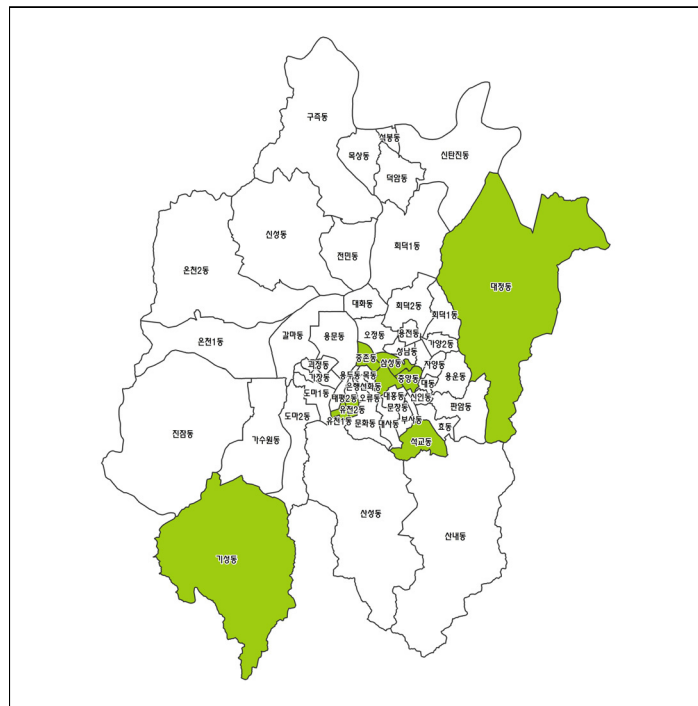 구즉동
석봉동
목상동
신탄진동
덕암동
신성동
회덕1동
전민동
온천2동
대청동
대화동
회덕2동
회덕1동
갈마동
용문동
오정동
용전동
온천1동
가양2동
중촌동
성남동
삼성동
자양동
괴정동
용두동
목동
가장동
중앙동
대동
용운동
은행선화동
도마1동
태평2동
오류동
대흥동
신인동
판암동
유천2동
문창동
도마2동
유천1동
문화동
대사동
부사동
효동
진잠동
가수원동
석교동
산성동
산내동
기성동